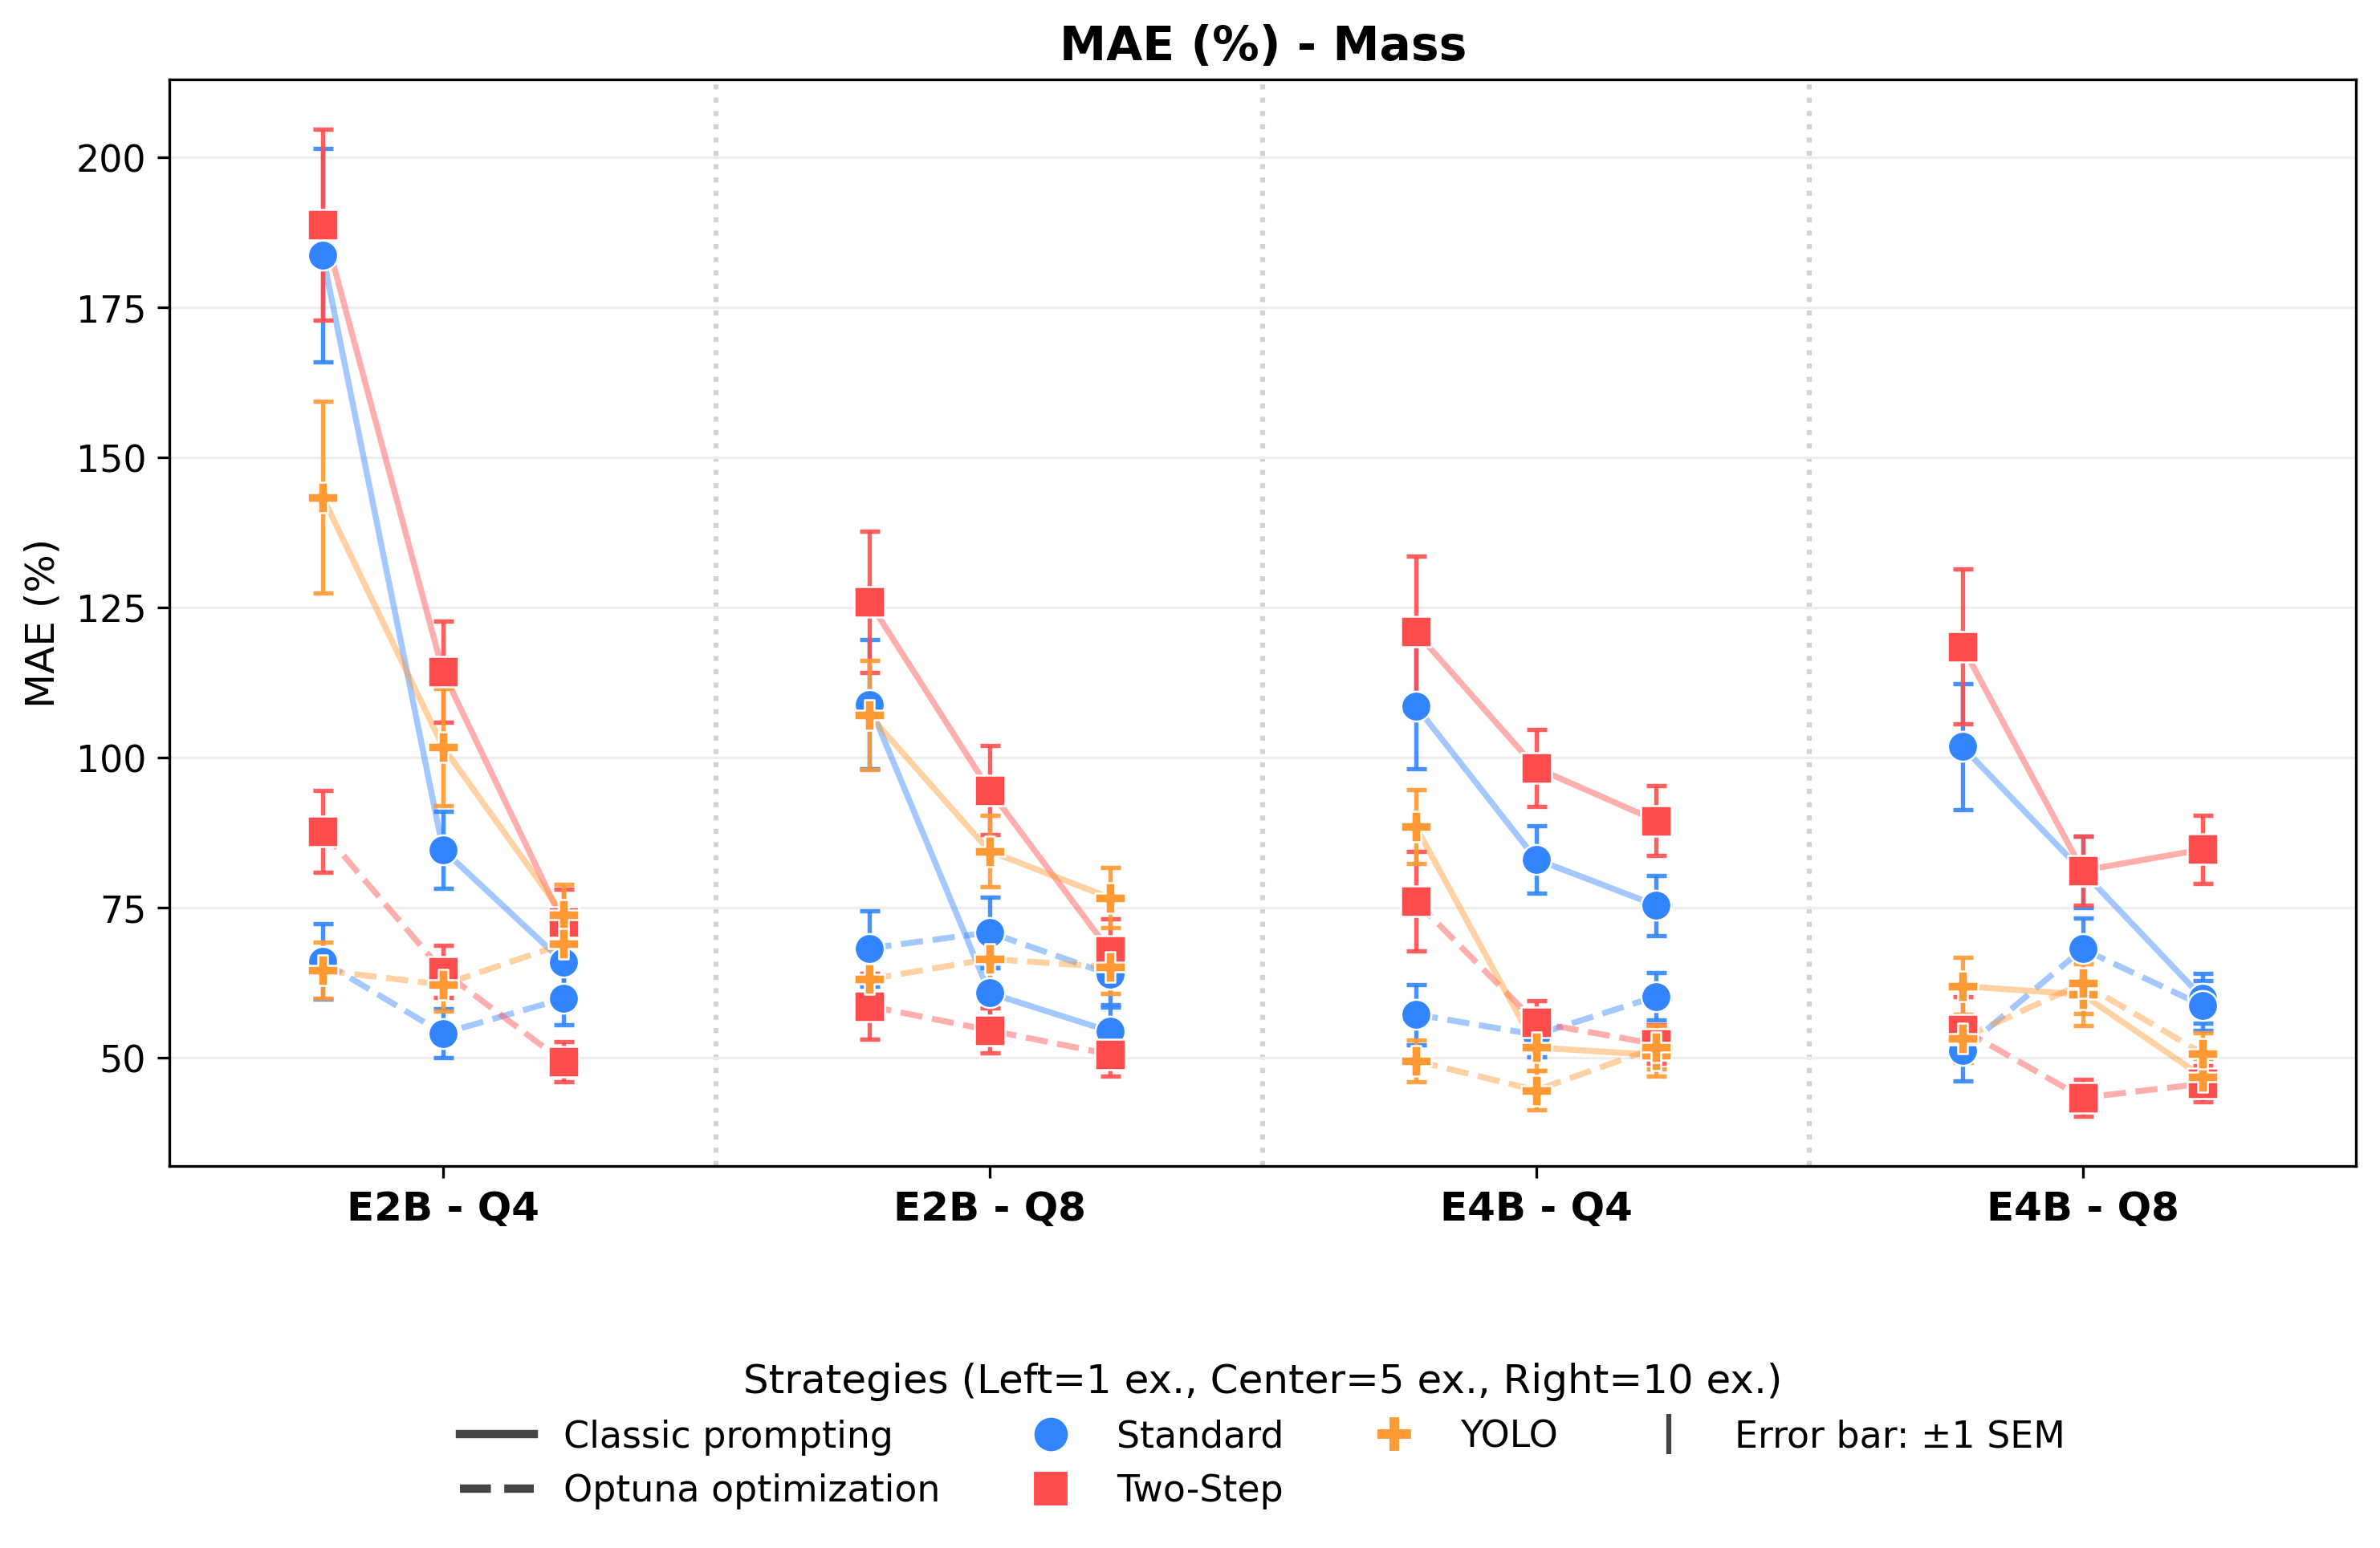 MAE (%) - Mass
MAE (%)
200
175
150
125
100
75
50
E2B - Q4
E2B - Q8
E4B - Q4
E4B - Q8
Strategies (Left=1 ex., Center=5 ex., Right=10 ex.)
Classic prompting
Optuna optimization
Standard
Two-Step
YOLO
Error bar: ±1 SEM